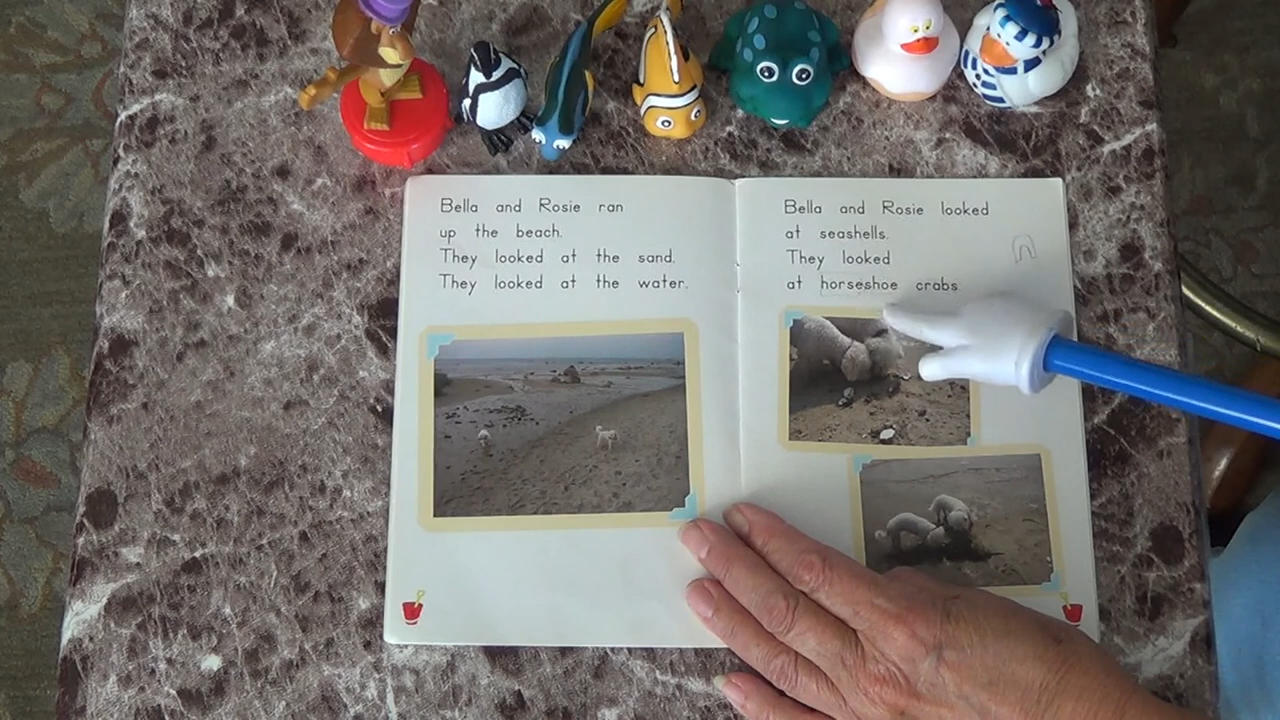 Bella and Rosie ran
up the beach.
They looked at the sand.
They looked at the water.
Bella and Rosie looked
at seashells.
They looked
at horseshoe crabs